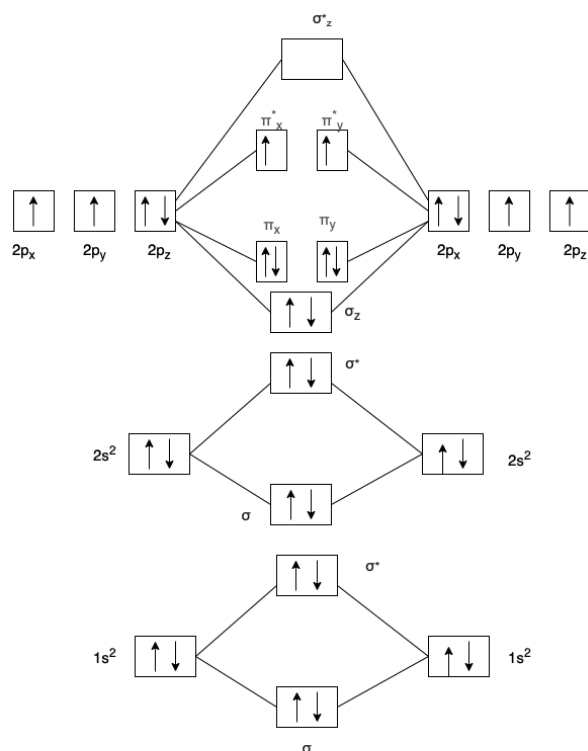 σ*z
π*x π*y
πx πy
2px 2py 2pz 2px 2py 2pz
σz
σ*
2s² 2s²
σ
σ*
1s² 1s²
σ